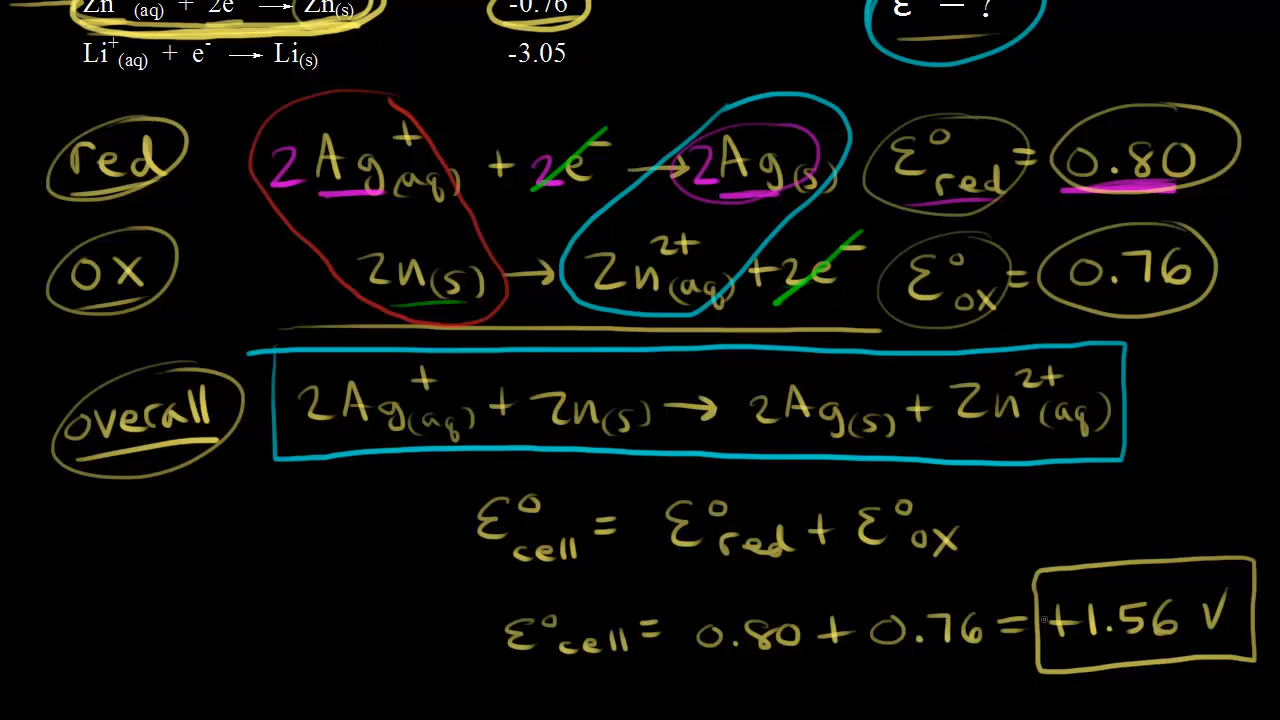 Zn (aq) + 2e → Zn(s) -0.76 ε = ?
Li⁺(aq) + e⁻ → Li(s) -3.05
red 2Ag⁺(aq) + 2e⁻ → 2Ag(s) ε°red = 0.80
ox Zn(s) → Zn²⁺(aq) + 2e⁻ ε°ox = 0.76
overall 2Ag⁺(aq) + Zn(s) → 2Ag(s) + Zn²⁺(aq)
ε°cell = ε°red + ε°ox
ε°cell = 0.80 + 0.76 = +1.56 V